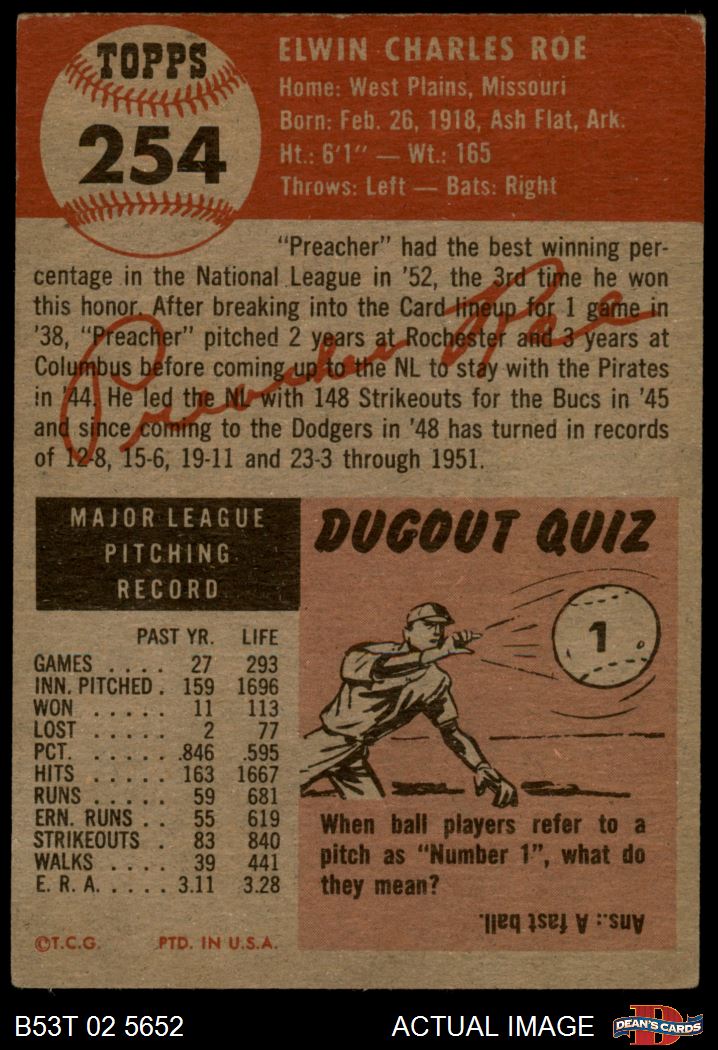 TOPPS
254
ELWIN CHARLES ROE
Home: West Plains, Missouri
Born: Feb. 26, 1918, Ash Flat, Ark.
Ht.: 6'1" — Wt.: 165
Throws: Left — Bats: Right
"Preacher" had the best winning per-
centage in the National League in '52, the 3rd time he won
this honor. After breaking into the Card lineup for 1 game in
'38, "Preacher" pitched 2 years at Rochester and 3 years at
Columbus before coming up to the NL to stay with the Pirates
in '44. He led the NL with 148 Strikeouts for the Bucs in '45
and since coming to the Dodgers in '48 has turned in records
of 12-8, 15-6, 19-11 and 23-3 through 1951.
Preacher Roe
MAJOR LEAGUE
PITCHING
RECORD
PAST YR. LIFE
GAMES . . . . 27 293
INN. PITCHED . 159 1696
WON . . . . . 11 113
LOST . . . . . 2 77
PCT. . . . . . .846 .595
HITS . . . . . 163 1667
RUNS . . . . . 59 681
ERN. RUNS . . 55 619
STRIKEOUTS . 83 840
WALKS . . . . 39 441
E. R. A. . . . . . 3.11 3.28
©T.C.G. PTD. IN U.S.A.
DUGOUT QUIZ
1
When ball players refer to a
pitch as "Number 1", what do
they mean?
Ans.: A fast ball.
B53T 02 5652
ACTUAL IMAGE
D
DEAN'S CARDS